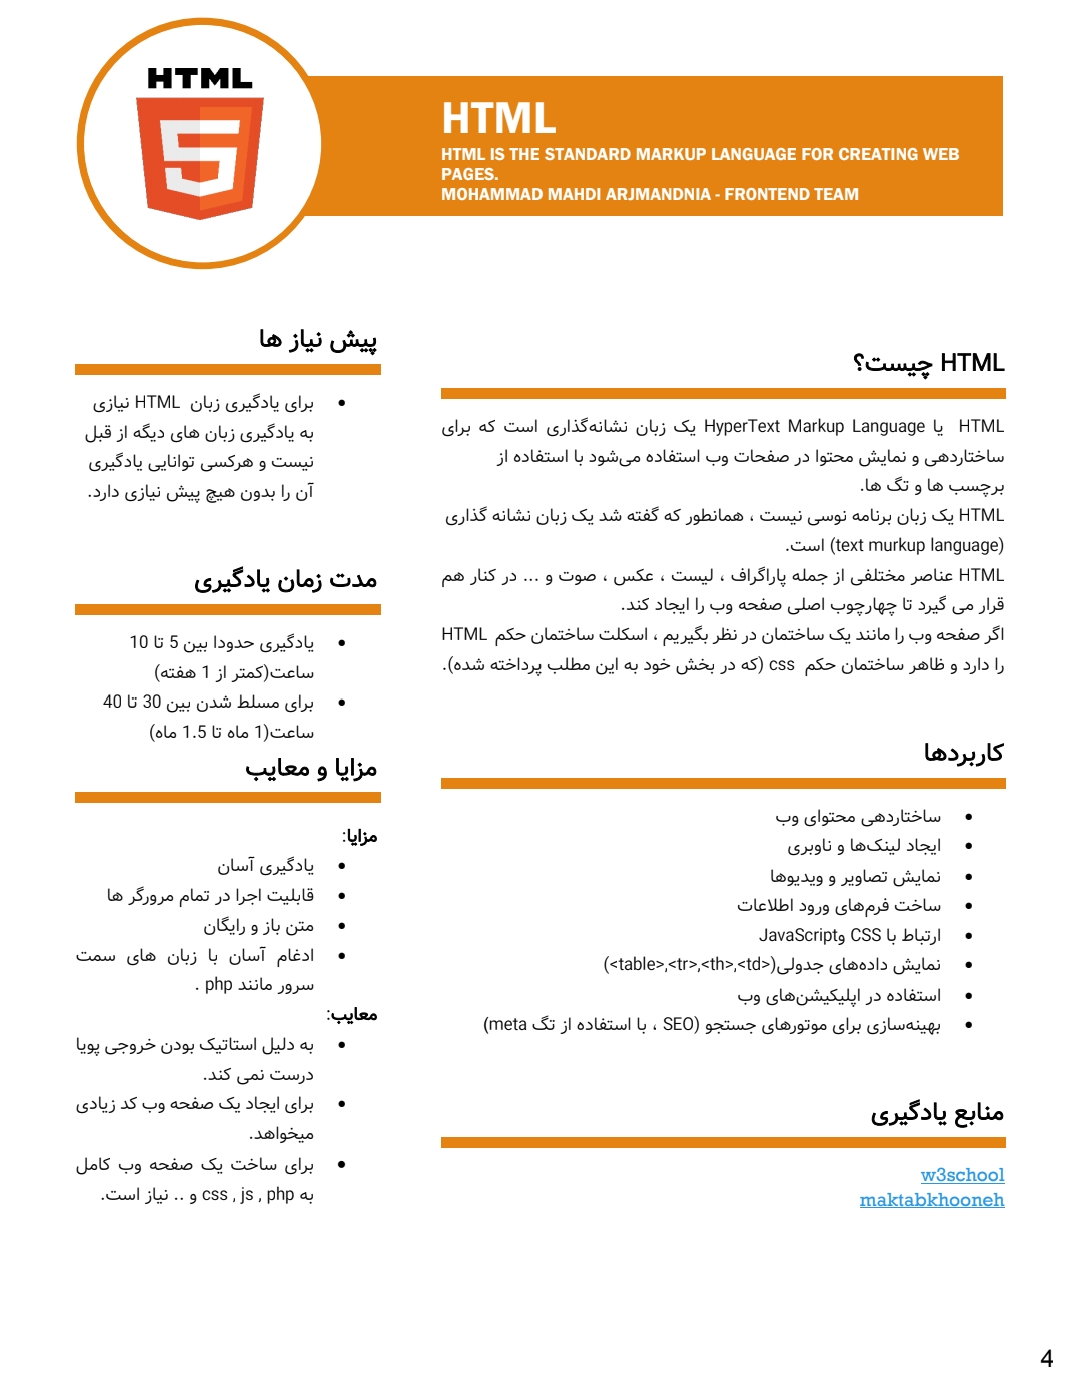 HTML
HTML
HTML IS THE STANDARD MARKUP LANGUAGE FOR CREATING WEB
PAGES.
MOHAMMAD MAHDI ARJMANDNIA - FRONTEND TEAM
HTML چیست؟
HTML یا HyperText Markup Language یک زبان نشانه‌گذاری است که برای
ساختاردهی و نمایش محتوا در صفحات وب استفاده می‌شود با استفاده از
برچسب ها و تگ ها.
HTML یک زبان برنامه نوسی نیست ، همانطور که گفته شد یک زبان نشانه گذاری
(text murkup language) است.
HTML عناصر مختلفی از جمله پاراگراف ، لیست ، عکس ، صوت و ... در کنار هم
قرار می گیرد تا چهارچوب اصلی صفحه وب را ایجاد کند.
اگر صفحه وب را مانند یک ساختمان در نظر بگیریم ، اسکلت ساختمان حکم HTML
را دارد و ظاهر ساختمان حکم css (که در بخش خود به این مطلب پرداخته شده).
کاربردها
• ساختاردهی محتوای وب
• ایجاد لینک‌ها و ناوبری
• نمایش تصاویر و ویدیوها
• ساخت فرم‌های ورود اطلاعات
• ارتباط با CSS وJavaScript
• نمایش داده‌های جدولی(<table>,<tr>,<th>,<td>)
• استفاده در اپلیکیشن‌های وب
• بهینه‌سازی برای موتورهای جستجو (SEO ، با استفاده از تگ meta)
منابع یادگیری
w3school
maktabkhooneh
پیش نیاز ها
• برای یادگیری زبان HTML نیازی
به یادگیری زبان های دیگه از قبل
نیست و هرکسی توانایی یادگیری
آن را بدون هیچ پیش نیازی دارد.
مدت زمان یادگیری
• یادگیری حدودا بین 5 تا 10
ساعت(کمتر از 1 هفته)
• برای مسلط شدن بین 30 تا 40
ساعت(1 ماه تا 1.5 ماه)
مزایا و معایب
مزایا:
• یادگیری آسان
• قابلیت اجرا در تمام مرورگر ها
• متن باز و رایگان
• ادغام آسان با زبان های سمت
سرور مانند php .
معایب:
• به دلیل استاتیک بودن خروجی پویا
درست نمی کند.
• برای ایجاد یک صفحه وب کد زیادی
میخواهد.
• برای ساخت یک صفحه وب کامل
به css , js , php و .. نیاز است.
4